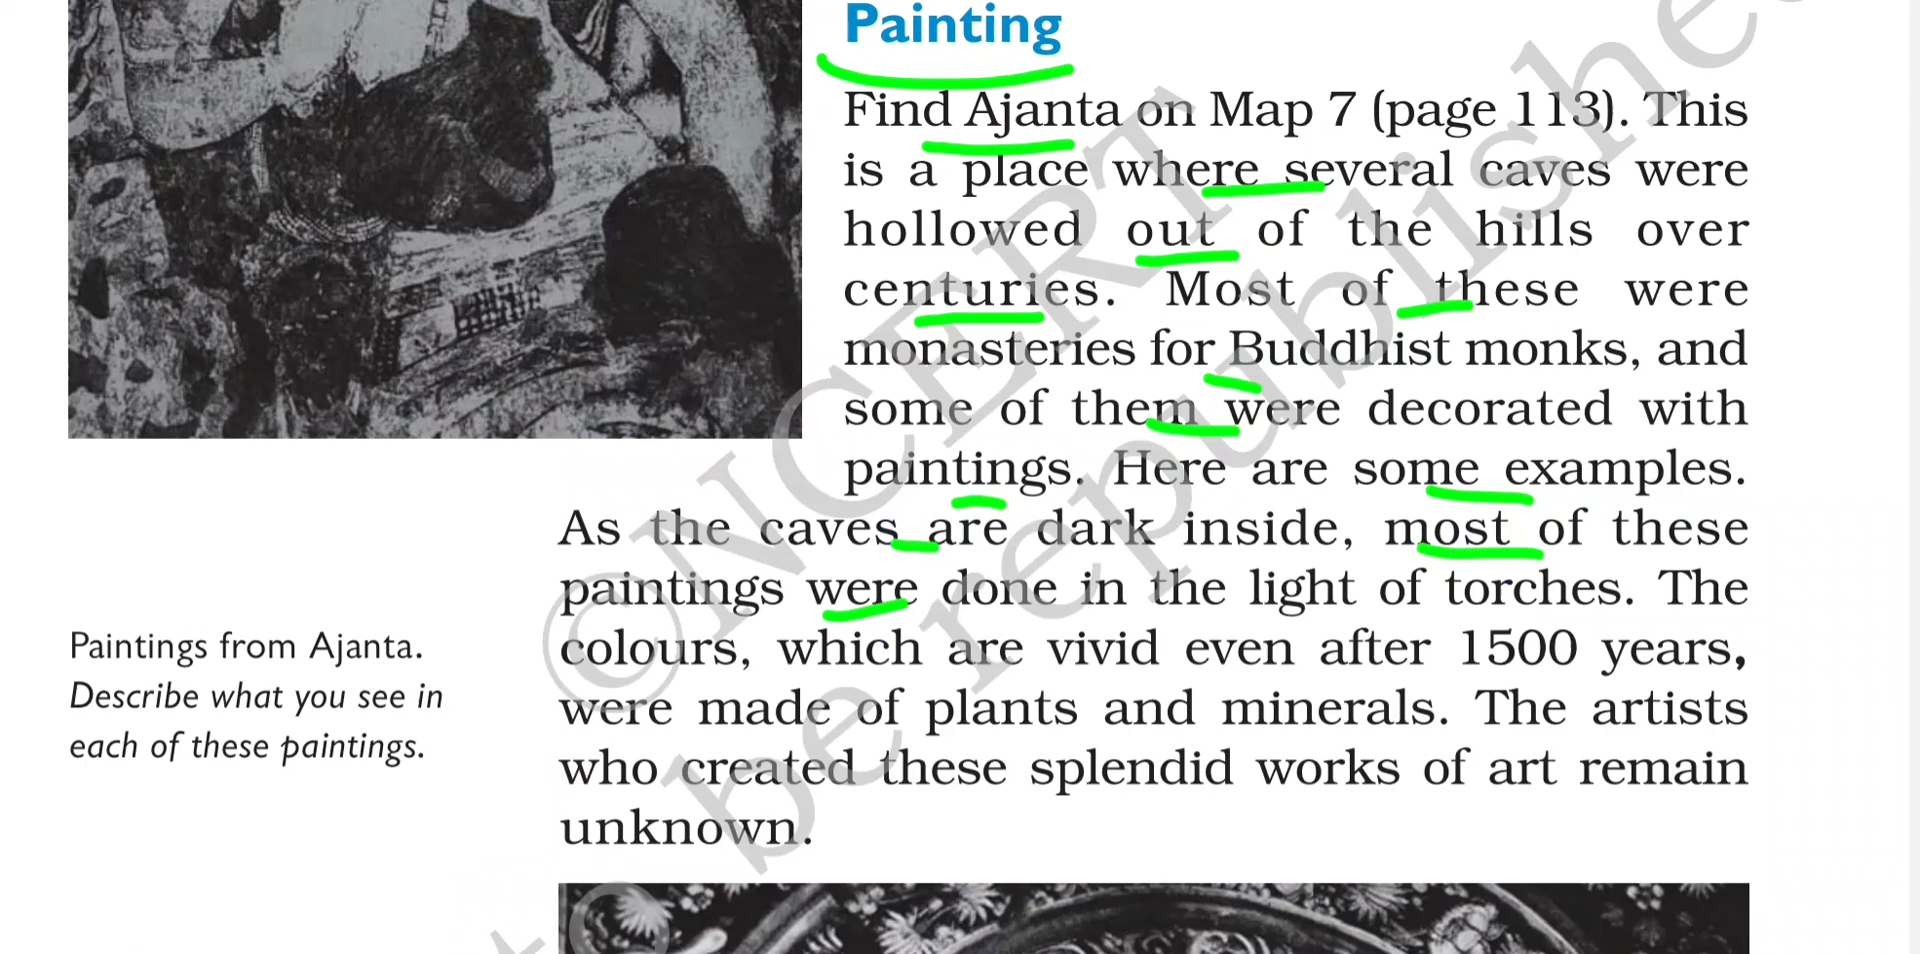 Painting
Find Ajanta on Map 7 (page 113). This
is a place where several caves were
hollowed out of the hills over
centuries. Most of these were
monasteries for Buddhist monks, and
some of them were decorated with
paintings. Here are some examples.
As the caves are dark inside, most of these
paintings were done in the light of torches. The
colours, which are vivid even after 1500 years,
were made of plants and minerals. The artists
who created these splendid works of art remain
unknown.
Paintings from Ajanta.
Describe what you see in
each of these paintings.
©NCERT
to be republishe